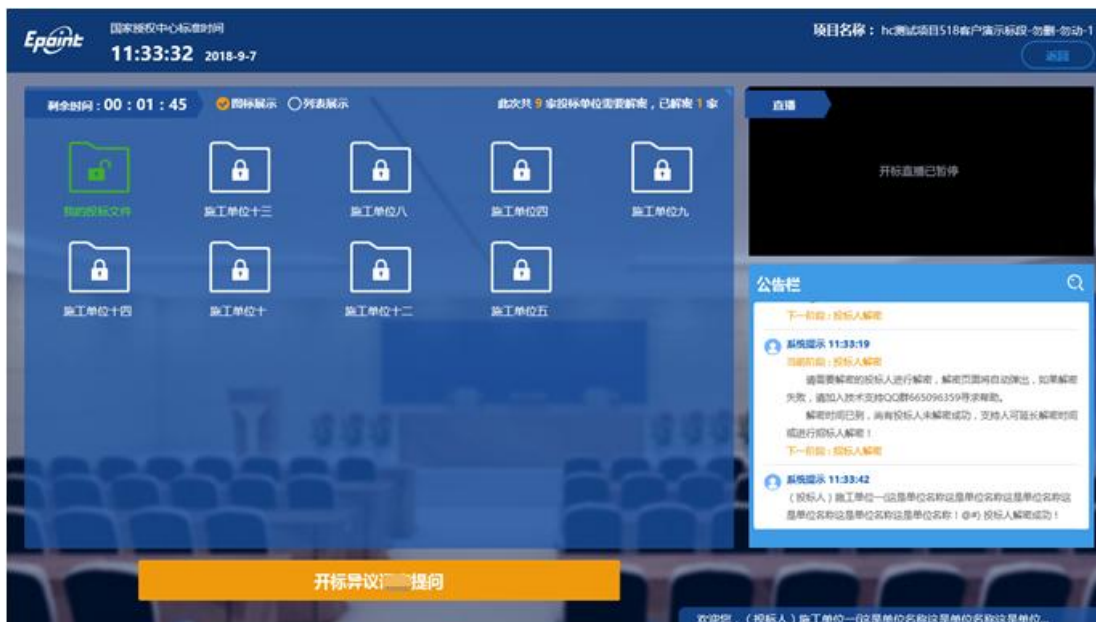 Epoint
国家授权中心标准时间
11:33:32 2018-9-7
项目名称：hc测试项目518客户演示标段-勿删-勿动-1
返回
剩余时间：00：01：45
图标展示 列表展示
此次共 9 家投标单位需要解密，已解密 1 家
直播
开标直播已暂停
我的投标文件 施工单位十三 施工单位八 施工单位四 施工单位九
施工单位十四 施工单位十 施工单位十二 施工单位五
公告栏
下一阶段：投标人解密
系统提示 11:33:19
当前阶段：投标人解密
请需要解密的投标人进行解密，解密页面将自动弹出，如果解密
失败，请加入技术支持QQ群665096359寻求帮助。
解密时间已到，尚有投标人未解密成功，支持人可延长解密时间
或进行招标人解密！
下一阶段：投标人解密
系统提示 11:33:42
（投标人）施工单位一(这是单位名称这是单位名称这是单位名称这
是单位名称这是单位名称这是单位名称！@#) 投标人解密成功！
开标异议 提问
欢迎您，（投标人）施工单位一(这是单位名称这是单位名称这是单位...